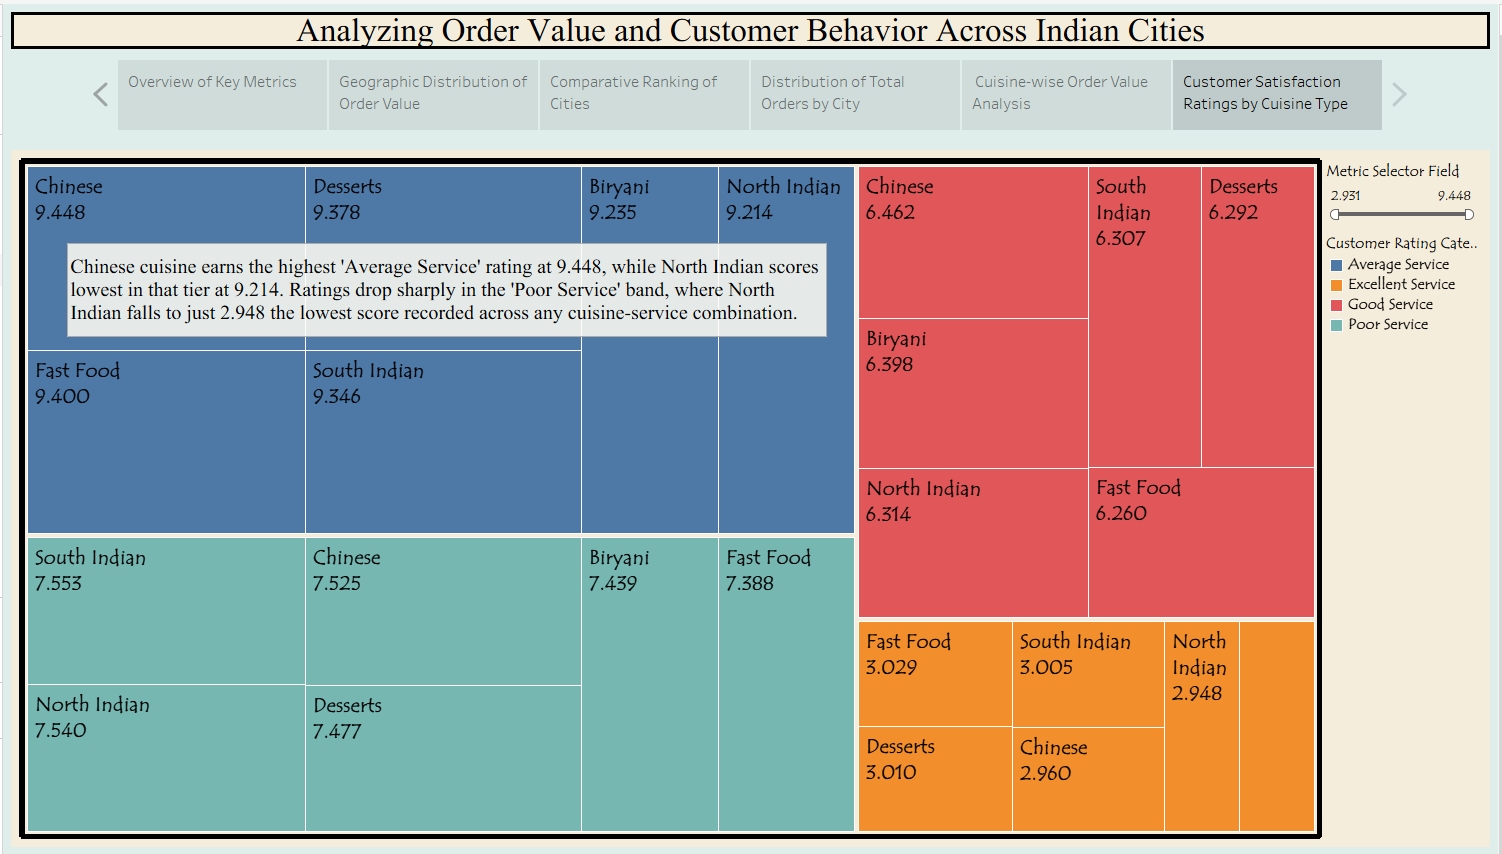 Analyzing Order Value and Customer Behavior Across Indian Cities
Overview of Key Metrics
Geographic Distribution of
Order Value
Comparative Ranking of
Cities
Distribution of Total
Orders by City
Cuisine-wise Order Value
Analysis
Customer Satisfaction
Ratings by Cuisine Type
Chinese
9.448
Desserts
9.378
Biryani
9.235
North Indian
9.214
Chinese cuisine earns the highest 'Average Service' rating at 9.448, while North Indian scores
lowest in that tier at 9.214. Ratings drop sharply in the 'Poor Service' band, where North
Indian falls to just 2.948 the lowest score recorded across any cuisine-service combination.
Fast Food
9.400
South Indian
9.346
South Indian
7.553
Chinese
7.525
Biryani
7.439
Fast Food
7.388
North Indian
7.540
Desserts
7.477
Chinese
6.462
South
Indian
6.307
Desserts
6.292
Biryani
6.398
North Indian
6.314
Fast Food
6.260
Fast Food
3.029
South Indian
3.005
North
Indian
2.948
Desserts
3.010
Chinese
2.960
Metric Selector Field
2.931 9.448
Customer Rating Cate..
Average Service
Excellent Service
Good Service
Poor Service